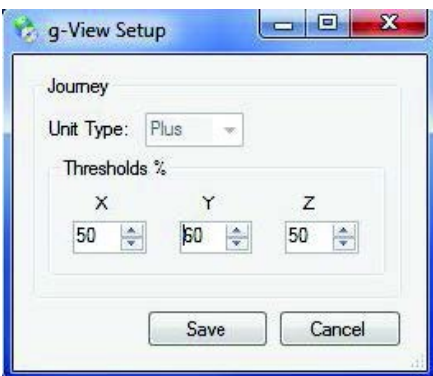 g-View Setup
Journey
Unit Type: Plus
Thresholds %
X Y Z
50 60 50
Save Cancel